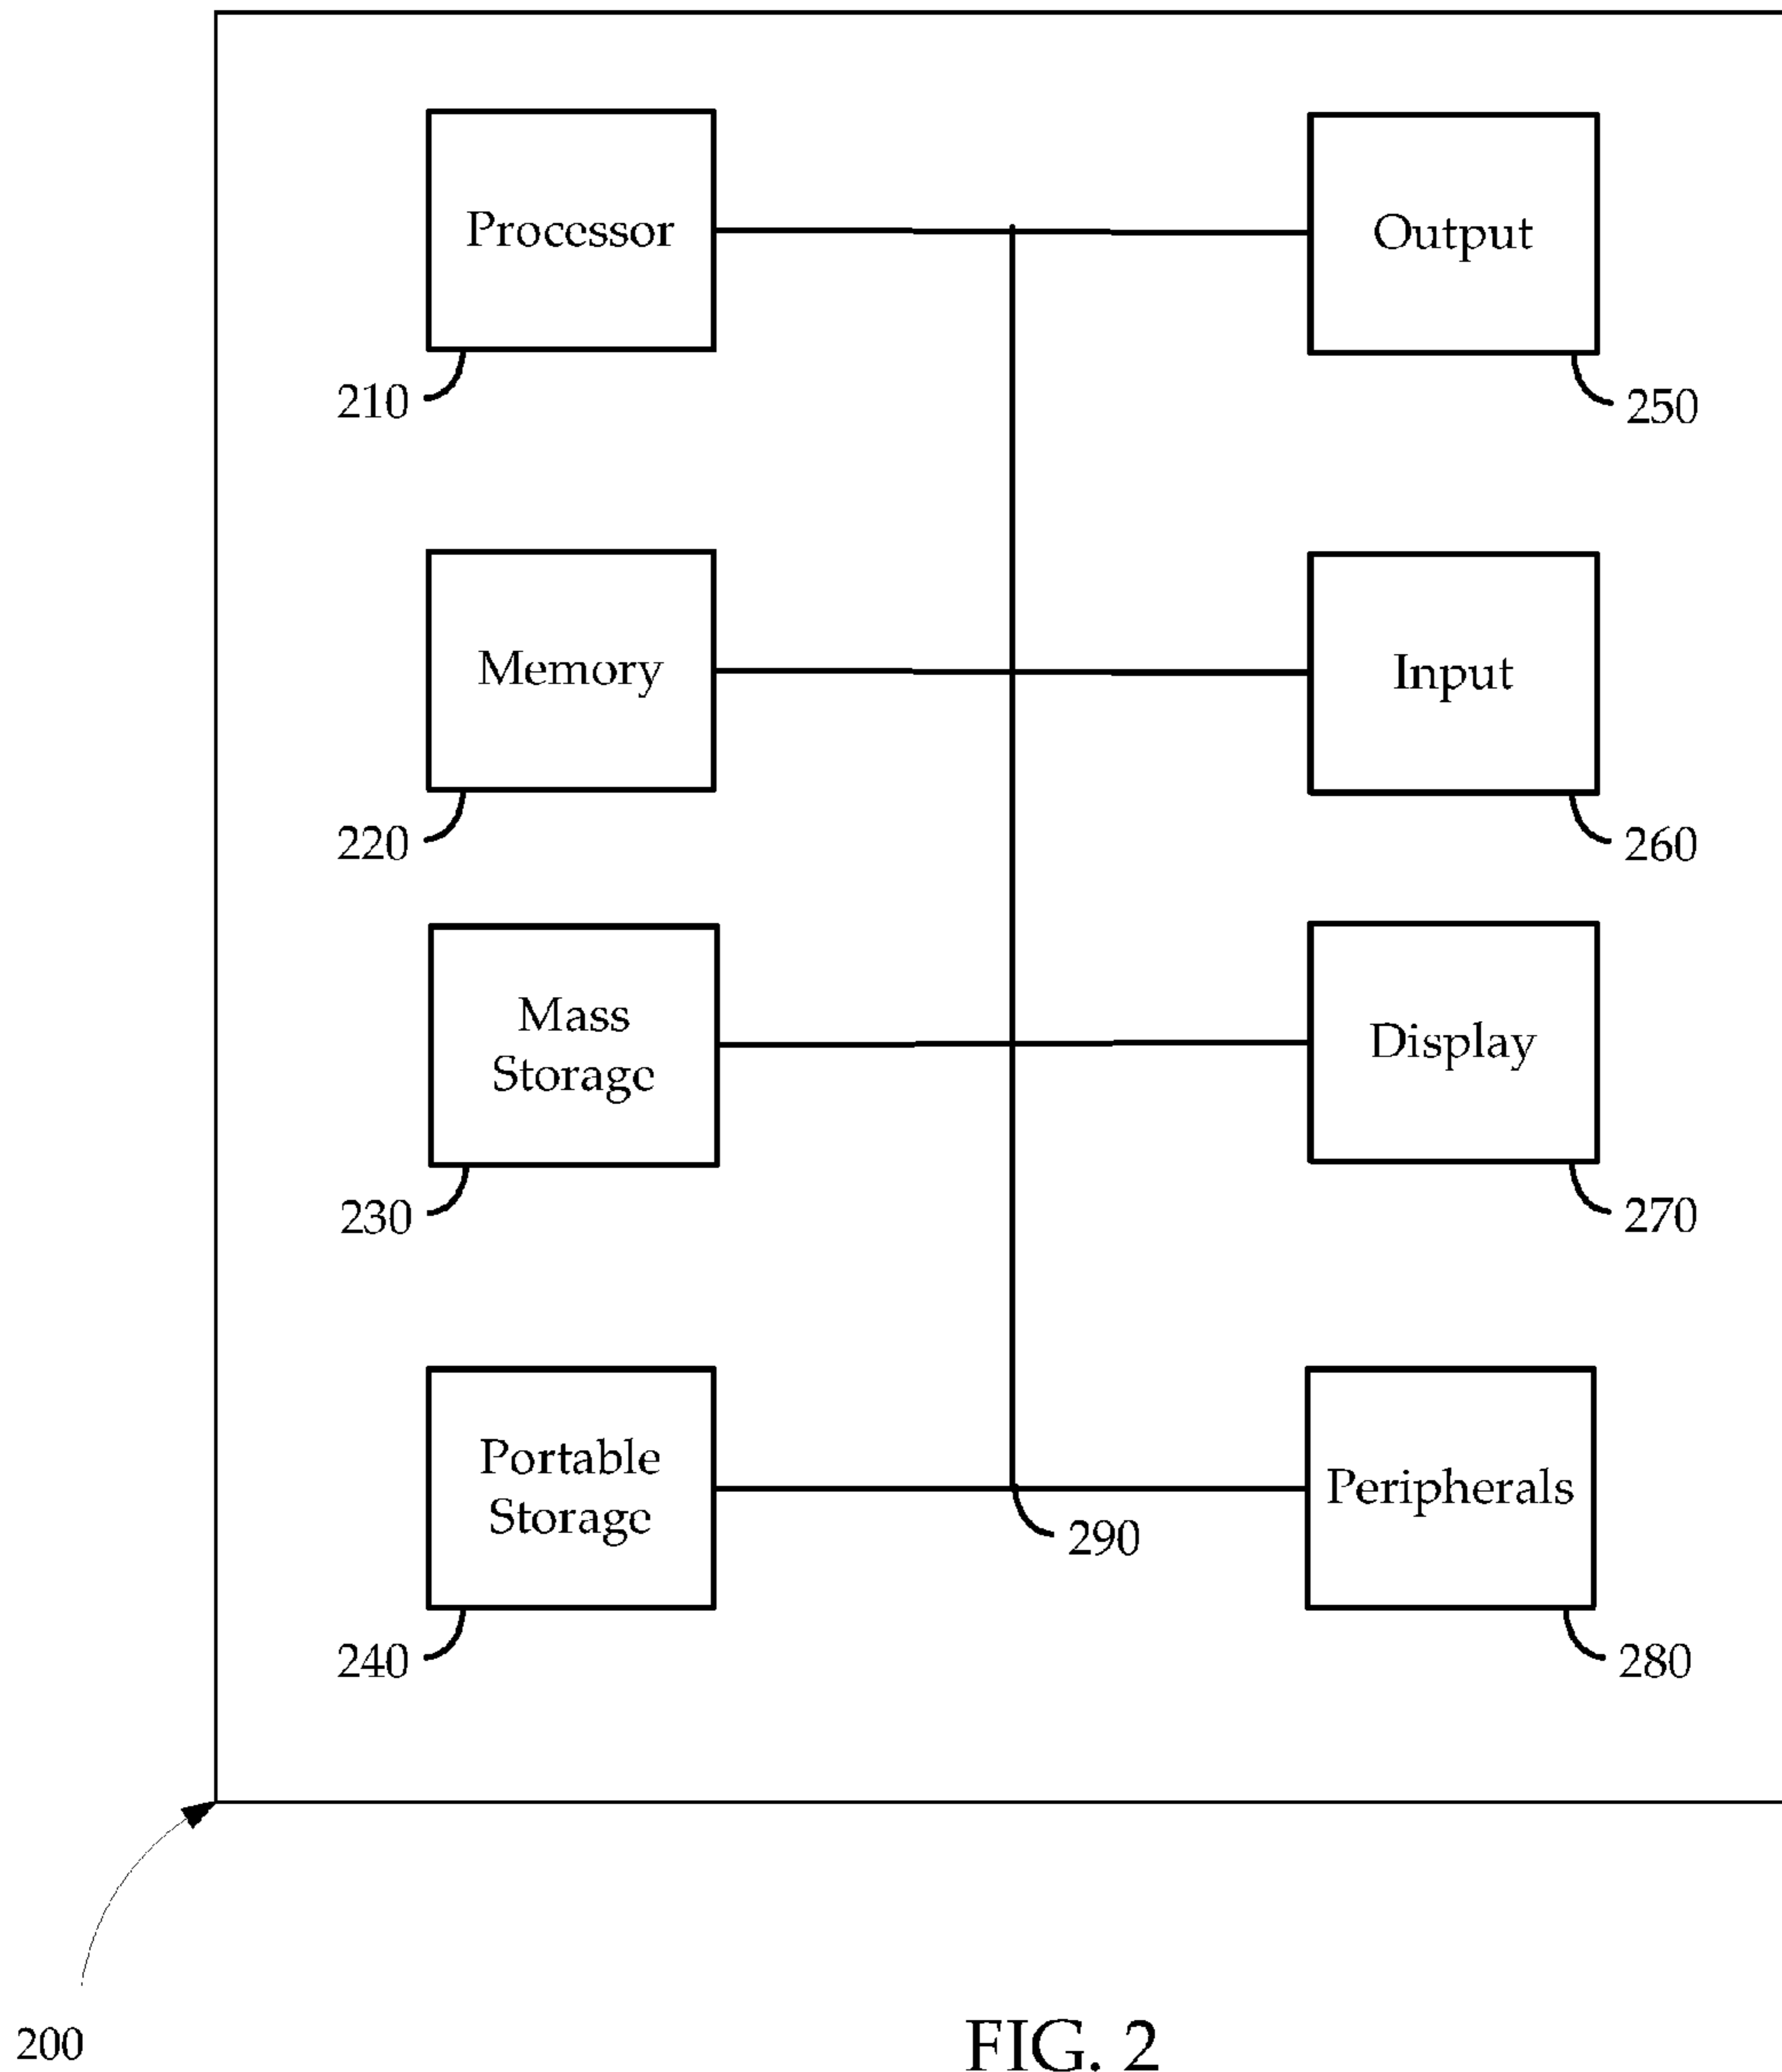 Processor
Output
210
250
Memory
Input
220
260
Mass
Storage
Display
230
270
Portable
Storage
Peripherals
290
240
280
200
FIG. 2